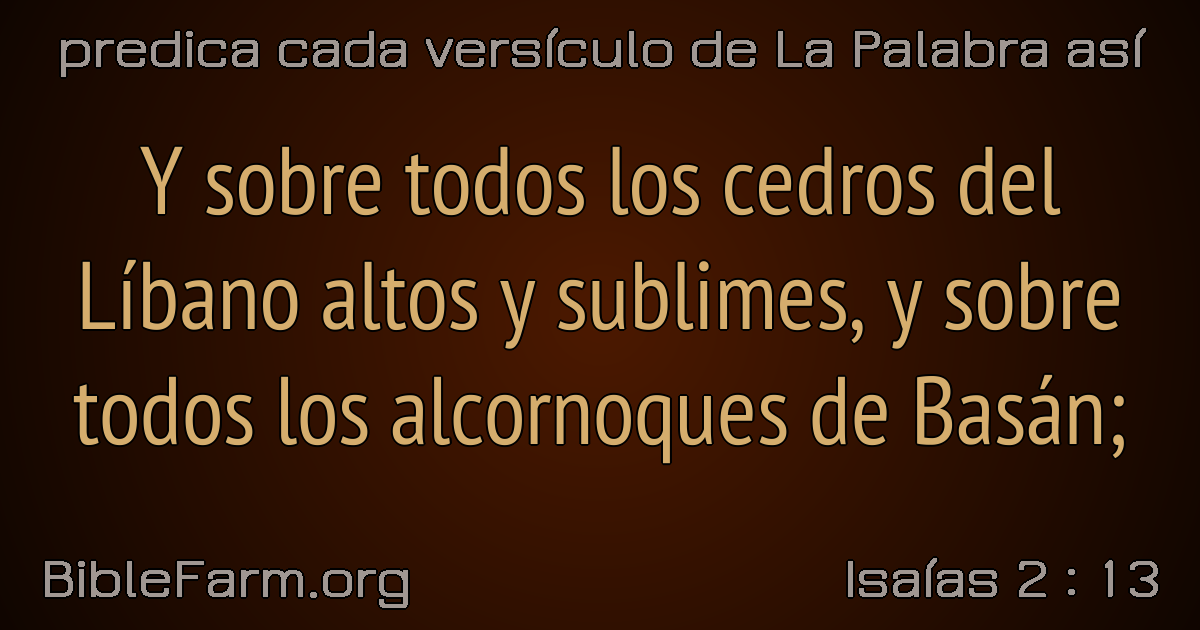 predica cada versículo de La Palabra así
Y sobre todos los cedros del
Líbano altos y sublimes, y sobre
todos los alcornoques de Basán;
BibleFarm.org
Isaías 2 : 13